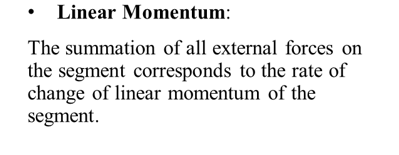 • Linear Momentum:
The summation of all external forces on
the segment corresponds to the rate of
change of linear momentum of the
segment.